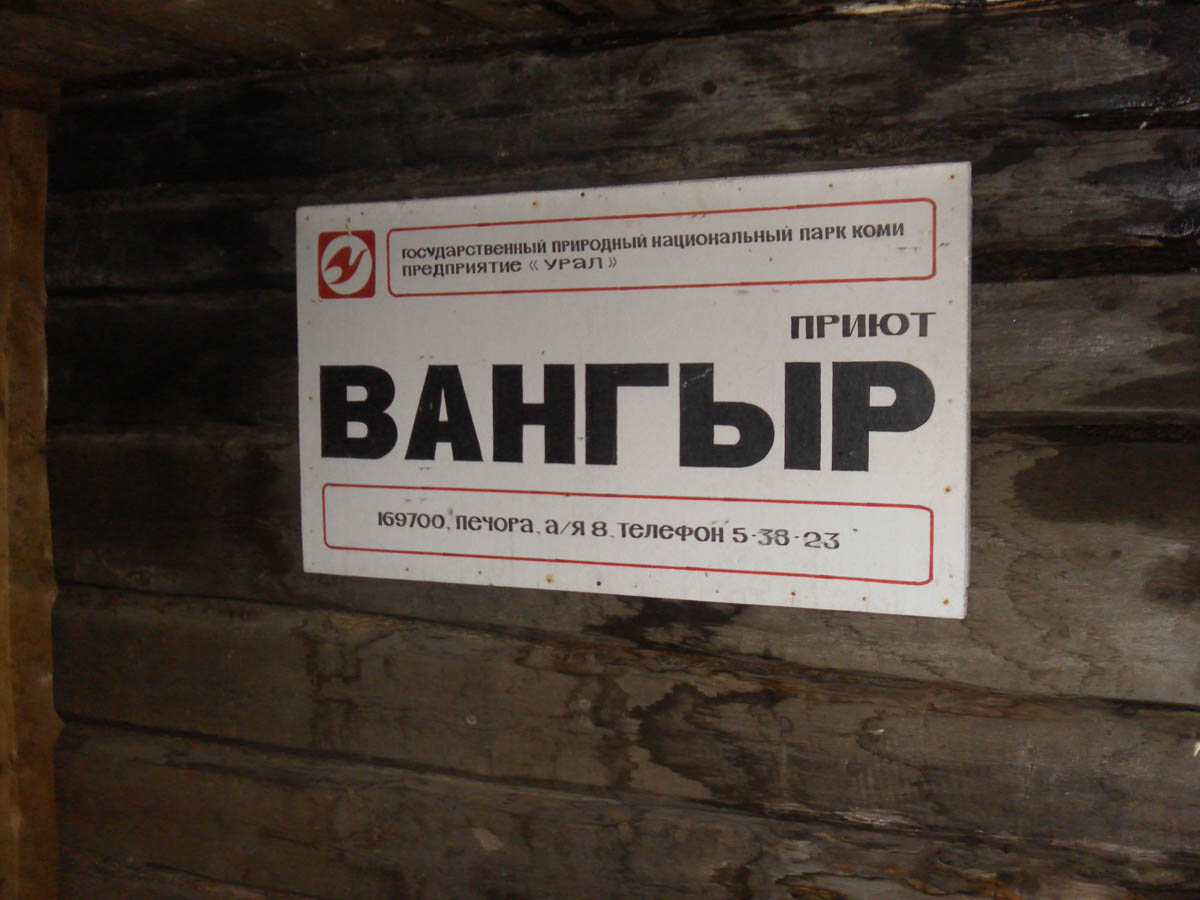 ГОСУДАРСТВЕННЫЙ ПРИРОДНЫЙ НАЦИОНАЛЬНЫЙ ПАРК КОМИ
ПРЕДПРИЯТИЕ «УРАЛ»
ПРИЮТ
ВАНГЫР
169700, ПЕЧОРА, А/Я 8, ТЕЛЕФОН 5-38-23